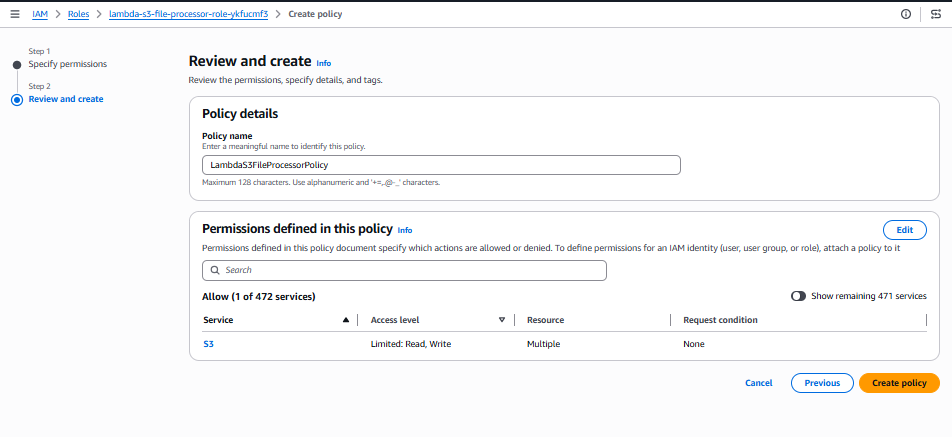 IAM > Roles > lambda-s3-file-processor-role-ykfucmf3 > Create policy
Step 1
Specify permissions
Step 2
Review and create
Review and create Info
Review the permissions, specify details, and tags.
Policy details
Policy name
Enter a meaningful name to identify this policy.
LambdaS3FileProcessorPolicy
Maximum 128 characters. Use alphanumeric and '+=,.@-_' characters.
Permissions defined in this policy Info
Edit
Permissions defined in this policy document specify which actions are allowed or denied. To define permissions for an IAM identity (user, user group, or role), attach a policy to it
Search
Allow (1 of 472 services)
Show remaining 471 services
Service Access level Resource Request condition
S3 Limited: Read, Write Multiple None
Cancel Previous Create policy